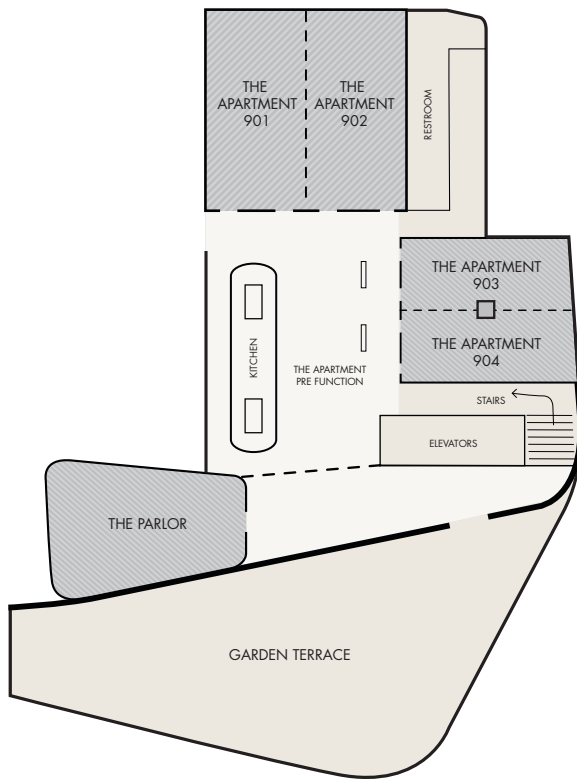 THE
APARTMENT
901
THE
APARTMENT
902
RESTROOM
THE APARTMENT
903
THE APARTMENT
904
KITCHEN
THE APARTMENT
PRE FUNCTION
STAIRS
ELEVATORS
THE PARLOR
GARDEN TERRACE